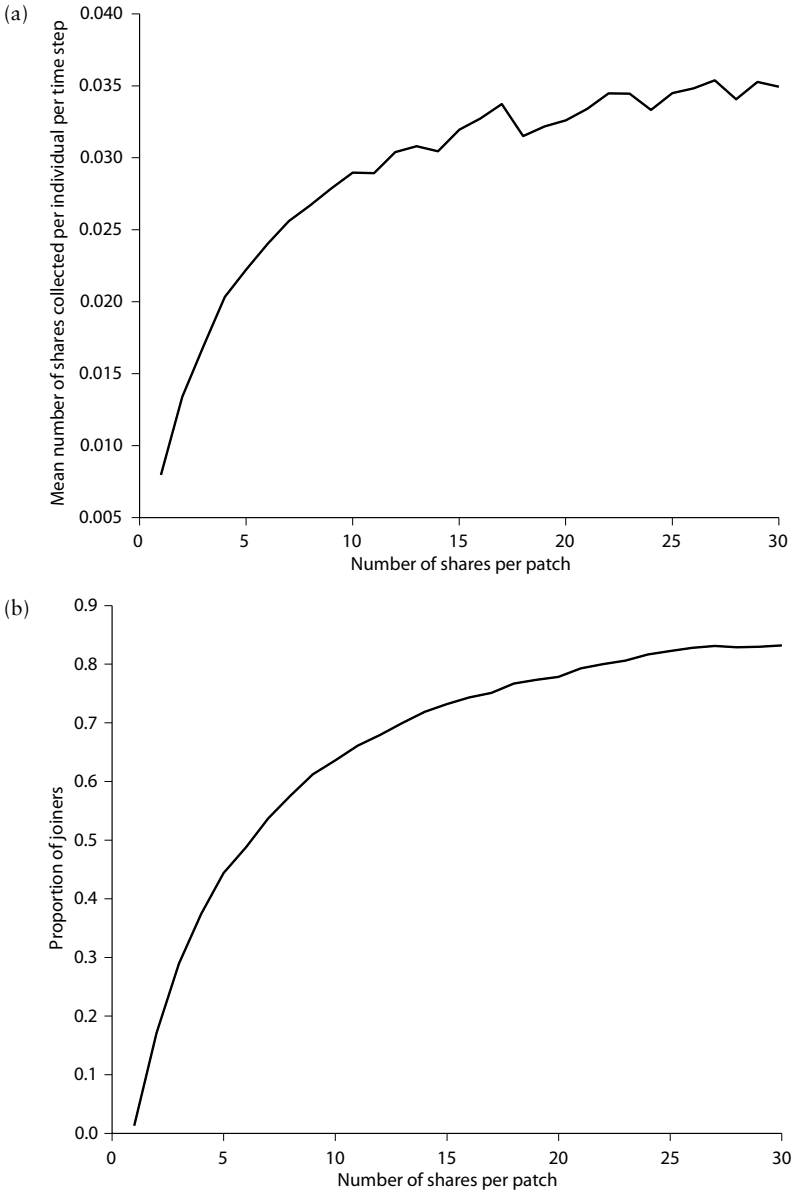 (a)
Mean number of shares collected per individual per time step
0.040
0.035
0.030
0.025
0.020
0.015
0.010
0.005
0 5 10 15 20 25 30
Number of shares per patch
(b)
Proportion of joiners
0.9
0.8
0.7
0.6
0.5
0.4
0.3
0.2
0.1
0.0
0 5 10 15 20 25 30
Number of shares per patch